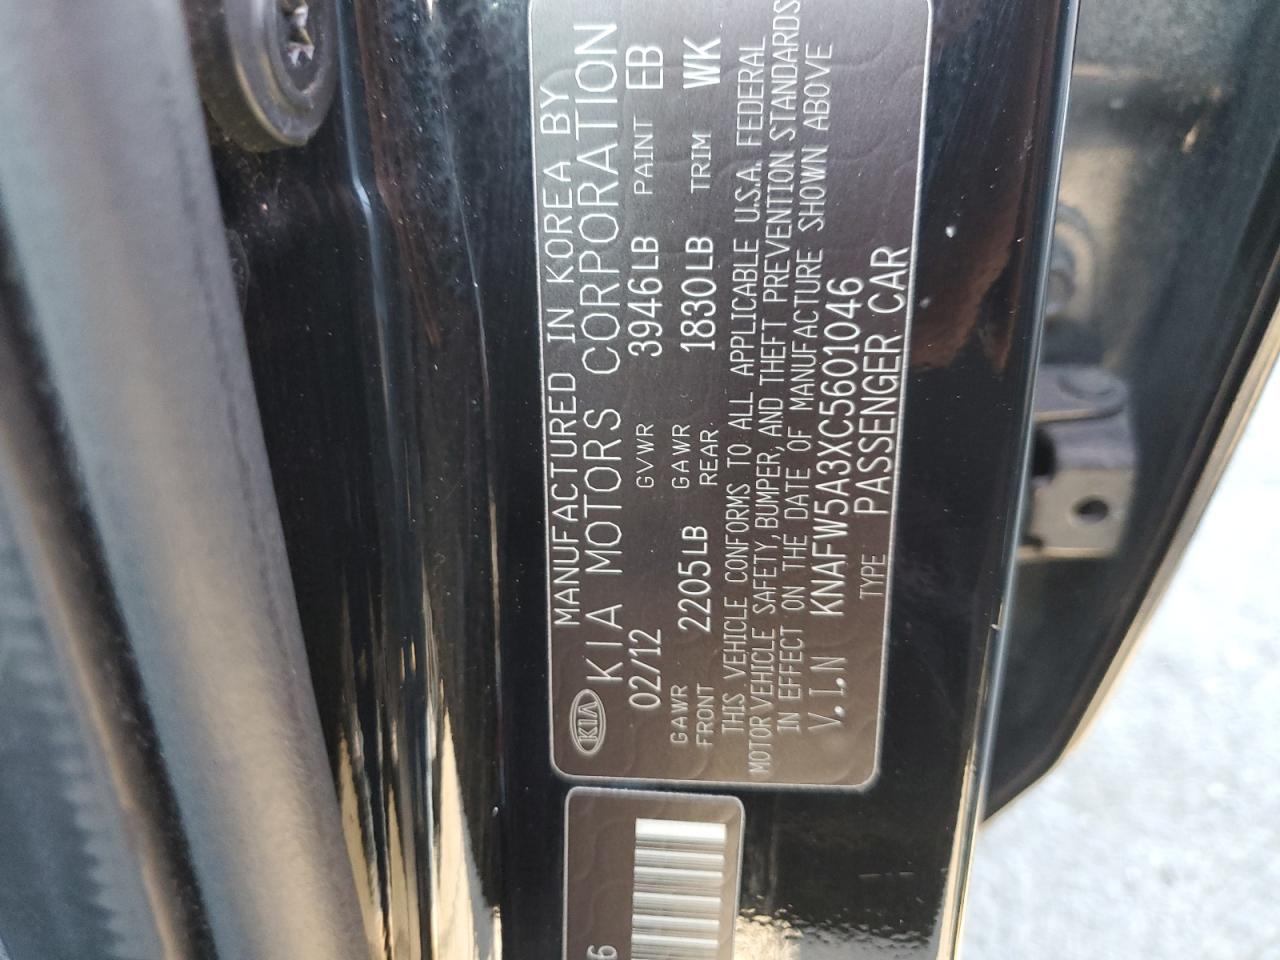 KIA
MANUFACTURED IN KOREA BY
KIA MOTORS CORPORATION
02/12 GVWR 3946LB PAINT EB
GAWR FRONT 2205LB GAWR REAR 1830LB TRIM WK
THIS VEHICLE CONFORMS TO ALL APPLICABLE U.S.A. FEDERAL
MOTOR VEHICLE SAFETY, BUMPER, AND THEFT PREVENTION STANDARDS
IN EFFECT ON THE DATE OF MANUFACTURE SHOWN ABOVE
V.I.N KNAFW5A3XC5601046
TYPE PASSENGER CAR
6